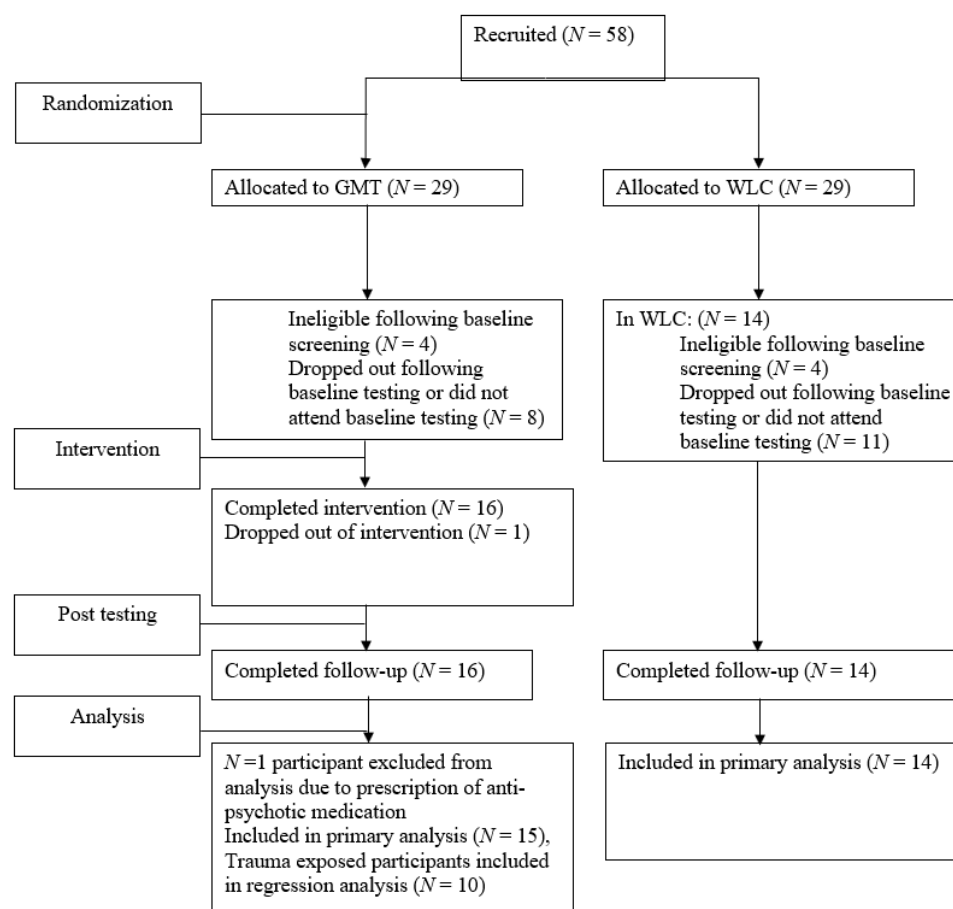 Recruited (N = 58)
Randomization
Allocated to GMT (N = 29)
Allocated to WLC (N = 29)
Ineligible following baseline
screening (N = 4)
Dropped out following
baseline testing or did not
attend baseline testing (N = 8)
In WLC: (N = 14)
Ineligible following baseline
screening (N = 4)
Dropped out following baseline
testing or did not attend
baseline testing (N = 11)
Intervention
Completed intervention (N = 16)
Dropped out of intervention (N = 1)
Post testing
Completed follow-up (N = 16)
Completed follow-up (N = 14)
Analysis
N =1 participant excluded from
analysis due to prescription of anti-
psychotic medication
Included in primary analysis (N = 15),
Trauma exposed participants included
in regression analysis (N = 10)
Included in primary analysis (N = 14)